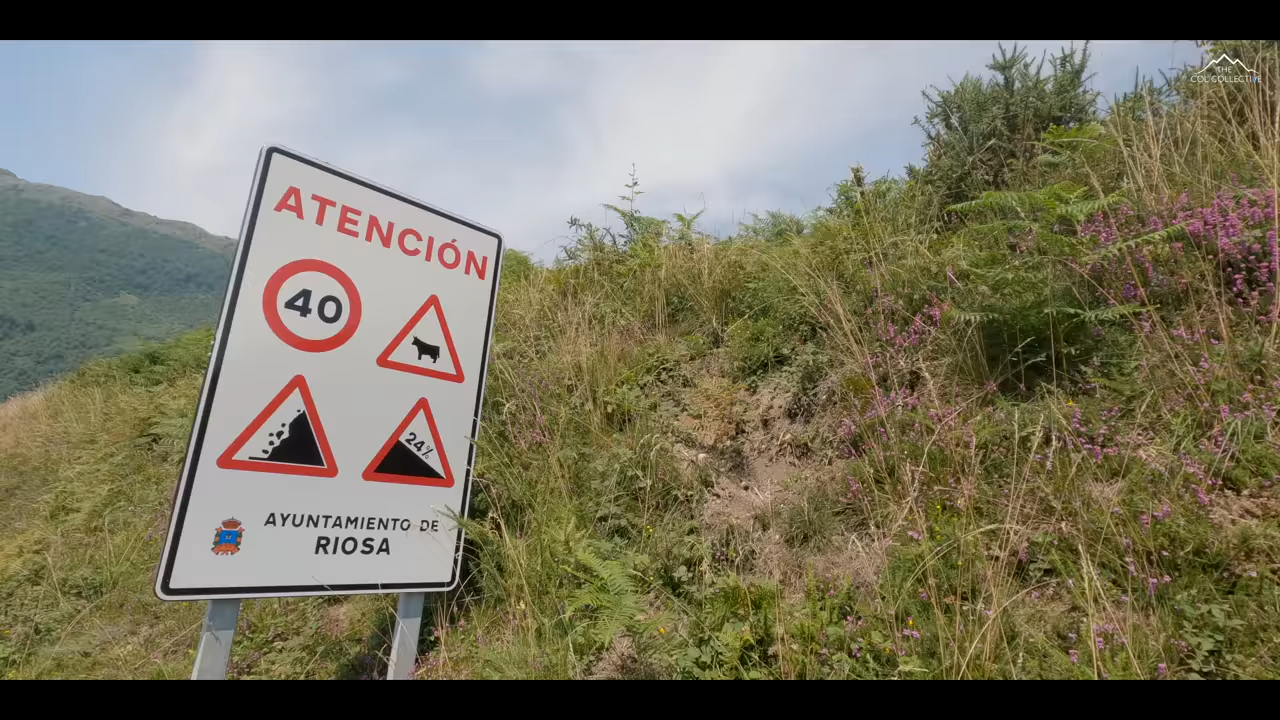 ATENCIÓN
40
24%
AYUNTAMIENTO DE
RIOSA
THE
COL COLLECTIVE